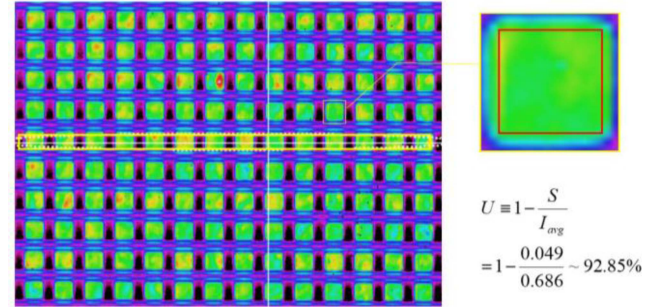 U ≡ 1 − S / I_avg
= 1 − 0.049 / 0.686 ~ 92.85%